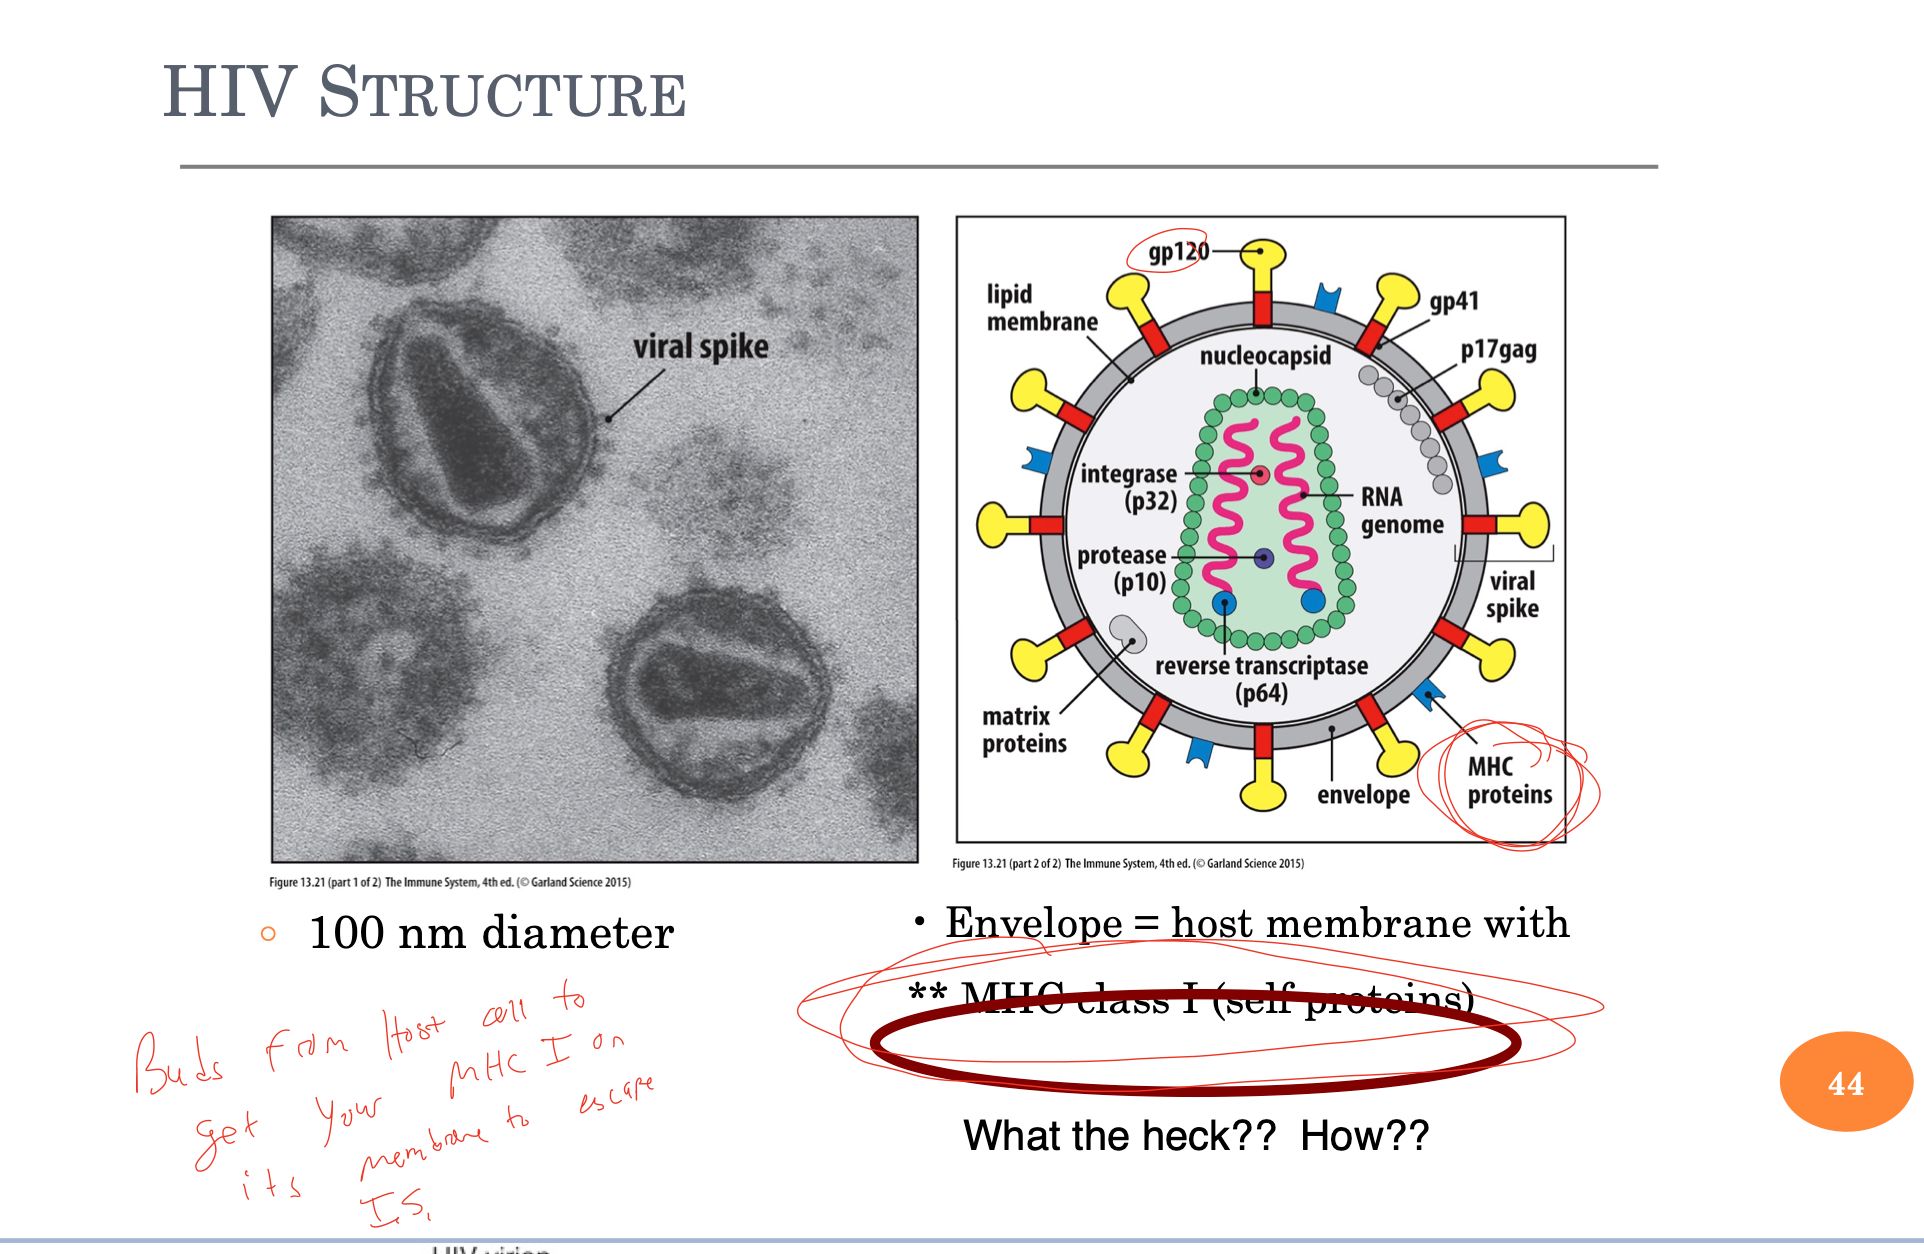 HIV STRUCTURE
viral spike
gp120
lipid
membrane
gp41
p17gag
nucleocapsid
integrase
(p32)
RNA
genome
protease
(p10)
viral
spike
reverse transcriptase
(p64)
matrix
proteins
MHC
proteins
envelope
Figure 13.21 (part 1 of 2) The Immune System, 4th ed. (© Garland Science 2015)
Figure 13.21 (part 2 of 2) The Immune System, 4th ed. (© Garland Science 2015)
100 nm diameter
• Envelope = host membrane with
** MHC class I (self proteins)
What the heck?? How??
Buds from Host cell to
get your MHC I on
its membrane to escape
I.S.
44
HIV virion